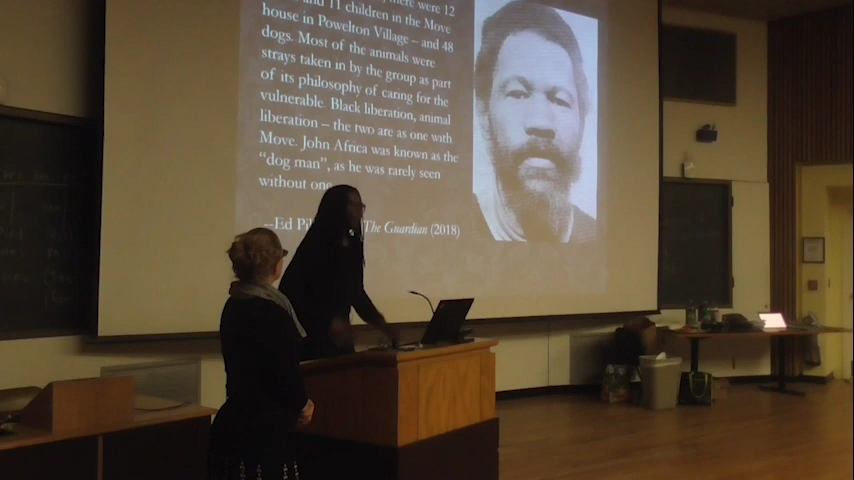 there were 12
and 11 children in the Move
house in Powelton Village – and 48
dogs. Most of the animals were
strays taken in by the group as part
of its philosophy of caring for the
vulnerable. Black liberation, animal
liberation – the two are as one with
Move. John Africa was known as the
“dog man”, as he was rarely seen
without one
–Ed The Guardian (2018)